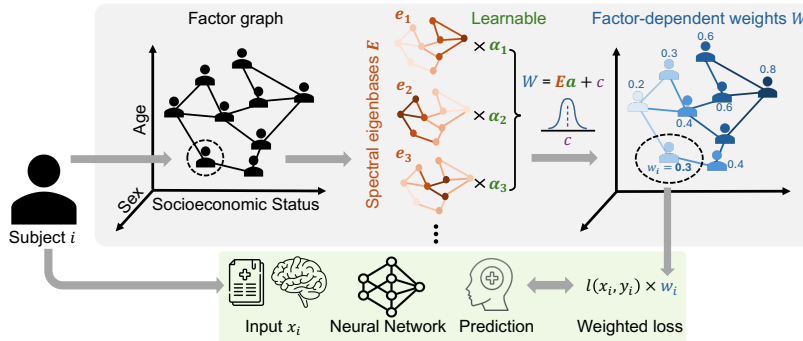 Factor graph
Learnable
Factor-dependent weights W
Age
Sex
Socioeconomic Status
Subject i
Spectral eigenbases E
e₁
× α₁
e₂
× α₂
e₃
× α₃
W = Ea + c
c
0.2
0.3
0.6
0.8
0.6
0.4
0.4
wᵢ = 0.3
Input xᵢ
Neural Network
Prediction
l(xᵢ, yᵢ) × wᵢ
Weighted loss